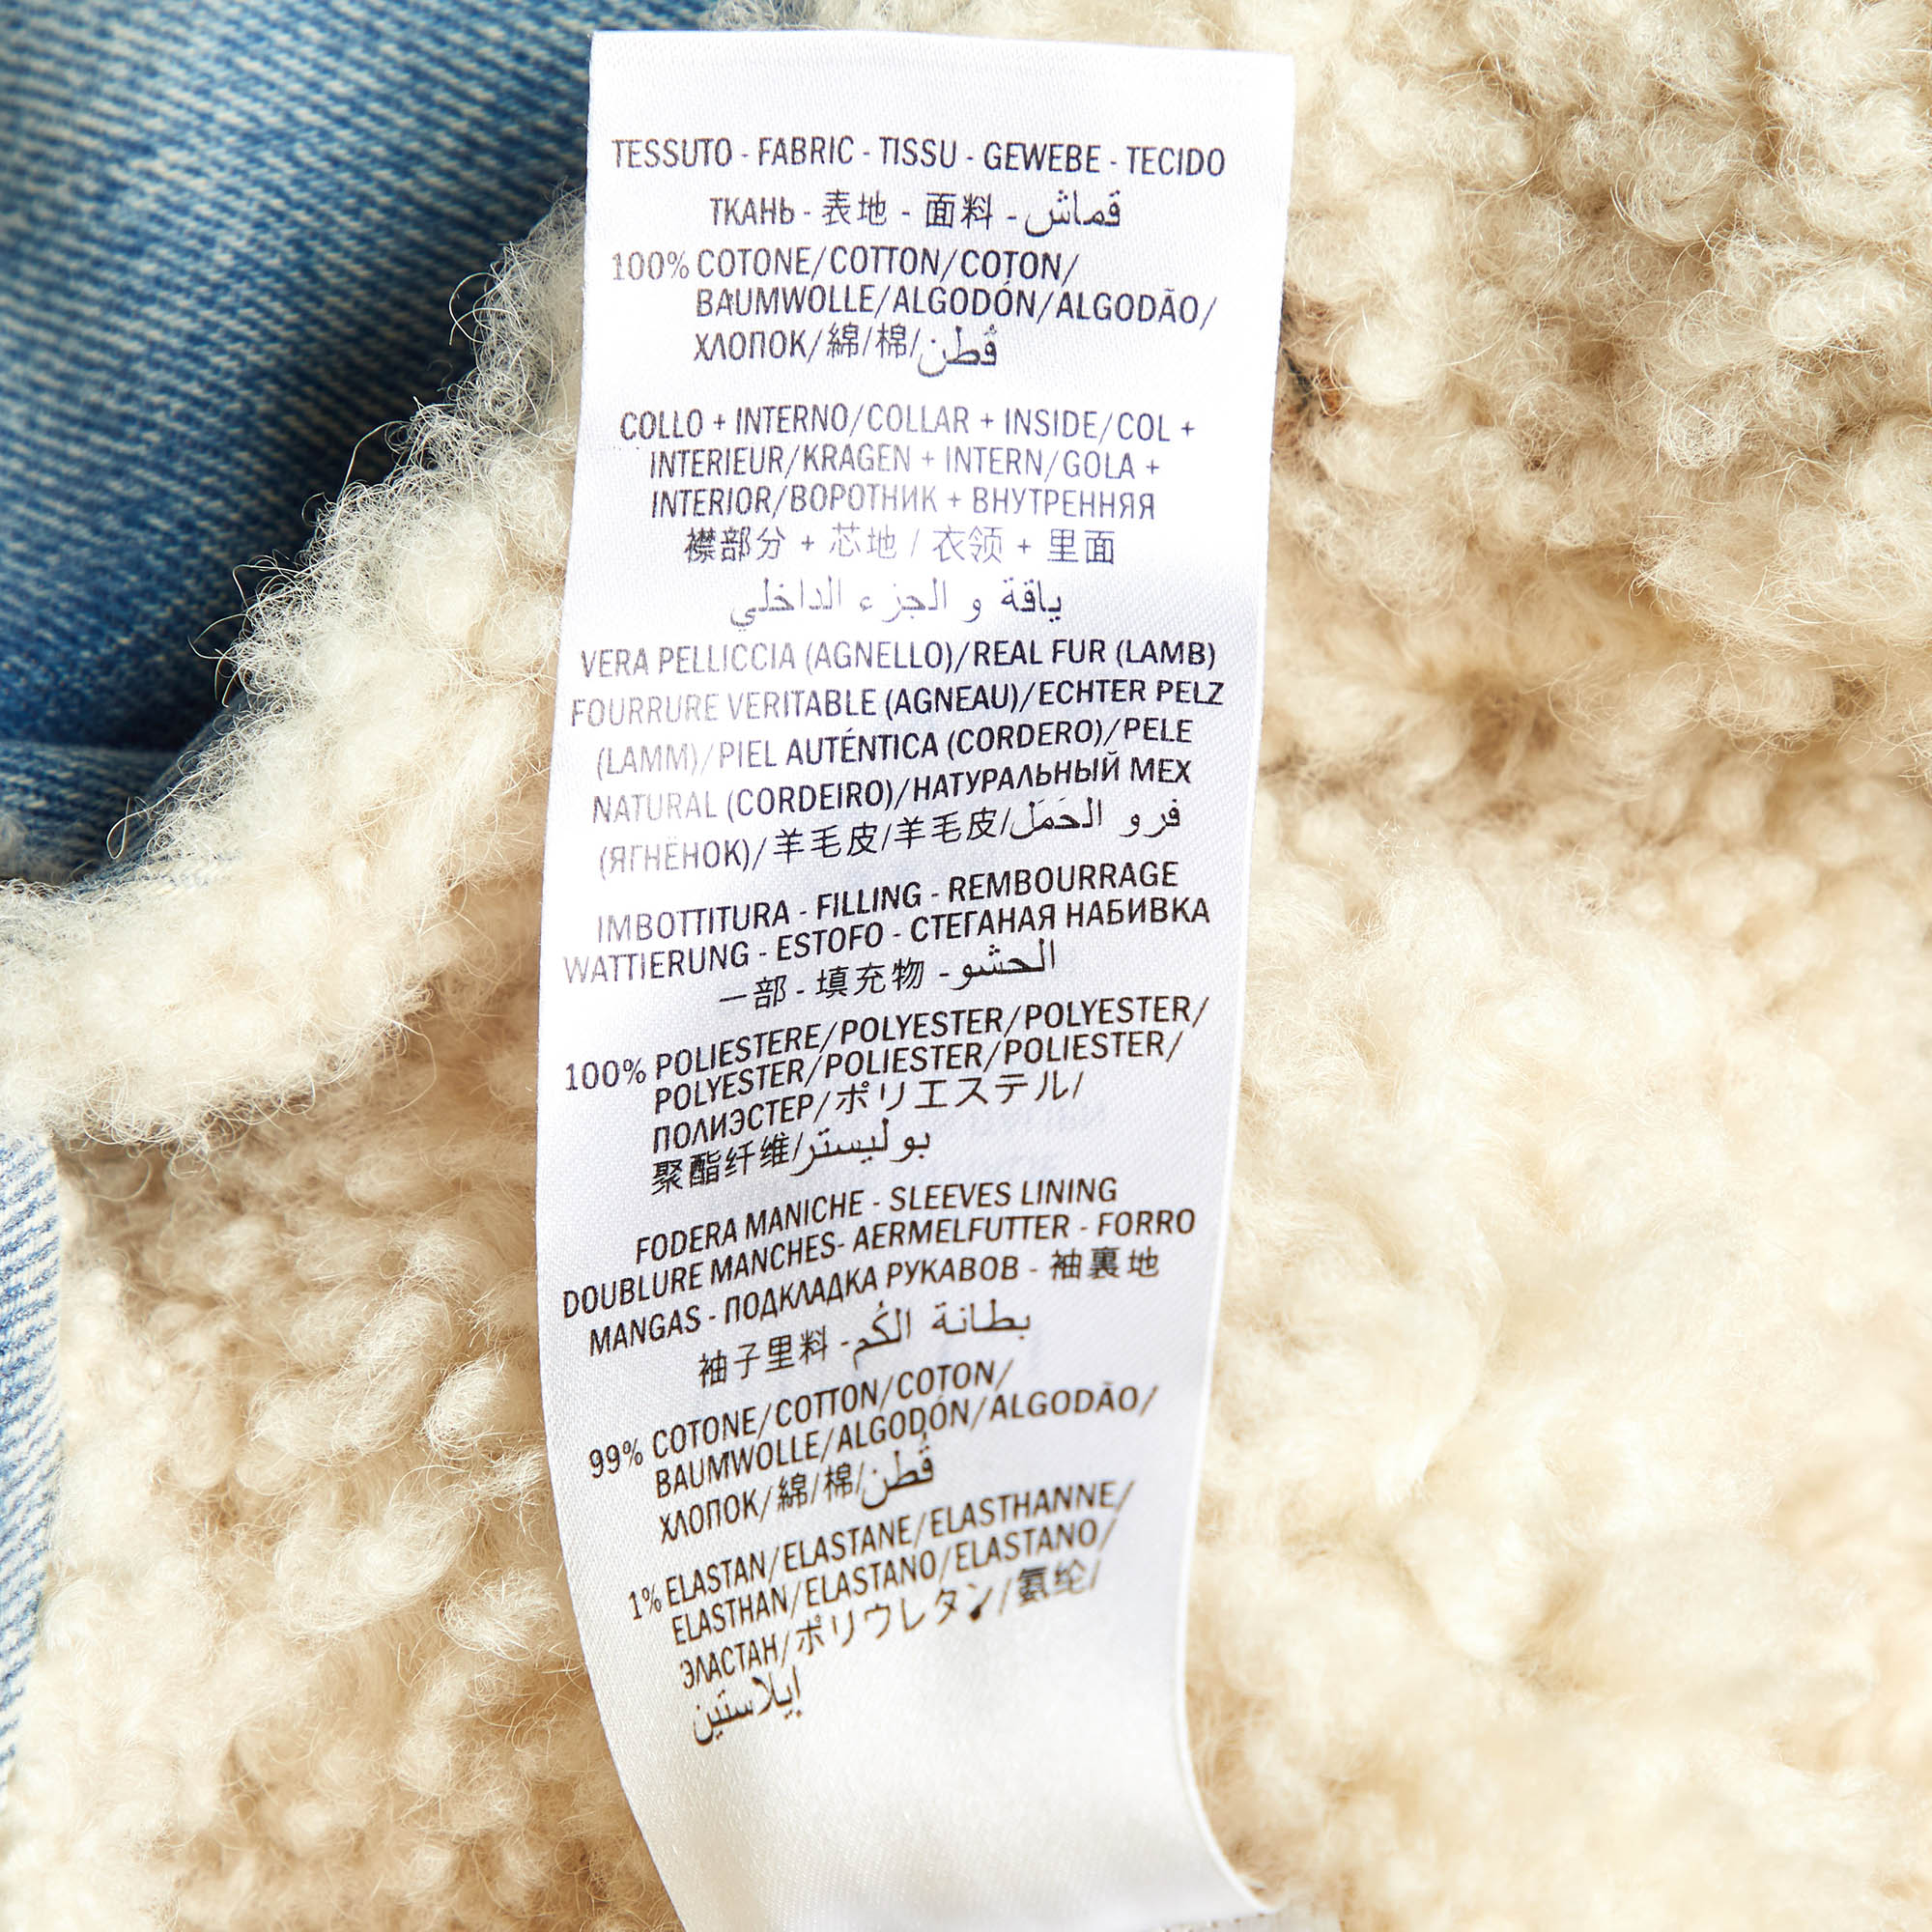 TESSUTO - FABRIC - TISSU - GEWEBE - TECIDO
ТКАНЬ - 表地 - 面料 - قماش
100% COTONE/COTTON/COTON/
BAUMWOLLE/ALGODÓN/ALGODÃO/
ХЛОПОК/綿/棉/قُطن
COLLO + INTERNO/COLLAR + INSIDE/COL +
INTERIEUR/KRAGEN + INTERN/GOLA +
INTERIOR/ВОРОТНИК + ВНУТРЕННЯЯ
襟部分 + 芯地 / 衣领 + 里面
ياقة و الجزء الداخلي
VERA PELLICCIA (AGNELLO)/REAL FUR (LAMB)
FOURRURE VERITABLE (AGNEAU)/ECHTER PELZ
(LAMM)/PIEL AUTÉNTICA (CORDERO)/PELE
NATURAL (CORDEIRO)/НАТУРАЛЬНЫЙ МЕХ
(ЯГНЁНОК)/羊毛皮/羊毛皮/فرو الحَمَل
IMBOTTITURA - FILLING - REMBOURRAGE
WATTIERUNG - ESTOFO - СТЕГАНАЯ НАБИВКА
一部 - 填充物 - الحشو
100% POLIESTERE/POLYESTER/POLYESTER/
POLYESTER/POLIESTER/POLIESTER/
ПОЛИЭСТЕР/ポリエステル/
聚酯纤维/بوليستر
FODERA MANICHE - SLEEVES LINING
DOUBLURE MANCHES- AERMELFUTTER - FORRO
MANGAS - ПОДКЛАДКА РУКАВОВ - 袖裏地
袖子里料 - بطانة الكُم
99% COTONE/COTTON/COTON/
BAUMWOLLE/ALGODÓN/ALGODÃO/
ХЛОПОК/綿/棉/قُطن
1% ELASTAN/ELASTANE/ELASTHANNE/
ELASTHAN/ELASTANO/ELASTANO/
ЭЛАСТАН/ポリウレタン/氨纶/
إيلاستين